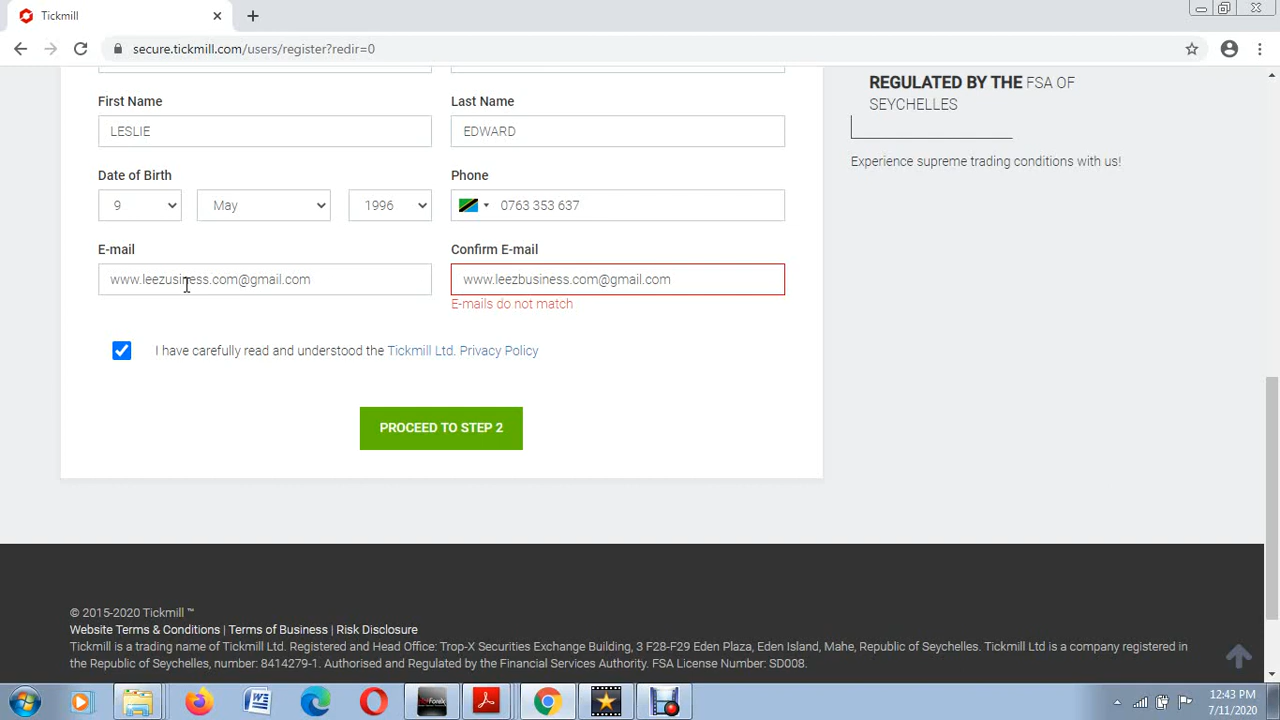 Tickmill
secure.tickmill.com/users/register?redir=0
REGULATED BY THE FSA OF
SEYCHELLES
Experience supreme trading conditions with us!
First Name
Last Name
LESLIE
EDWARD
Date of Birth
Phone
9
May
1996
0763 353 637
E-mail
Confirm E-mail
www.leezusiness.com@gmail.com
www.leezbusiness.com@gmail.com
E-mails do not match
I have carefully read and understood the Tickmill Ltd. Privacy Policy
PROCEED TO STEP 2
© 2015-2020 Tickmill ™
Website Terms & Conditions | Terms of Business | Risk Disclosure
Tickmill is a trading name of Tickmill Ltd. Registered and Head Office: Trop-X Securities Exchange Building, 3 F28-F29 Eden Plaza, Eden Island, Mahe, Republic of Seychelles. Tickmill Ltd is a company registered in
the Republic of Seychelles, number: 8414279-1. Authorised and Regulated by the Financial Services Authority. FSA License Number: SD008.
12:43 PM
7/11/2020